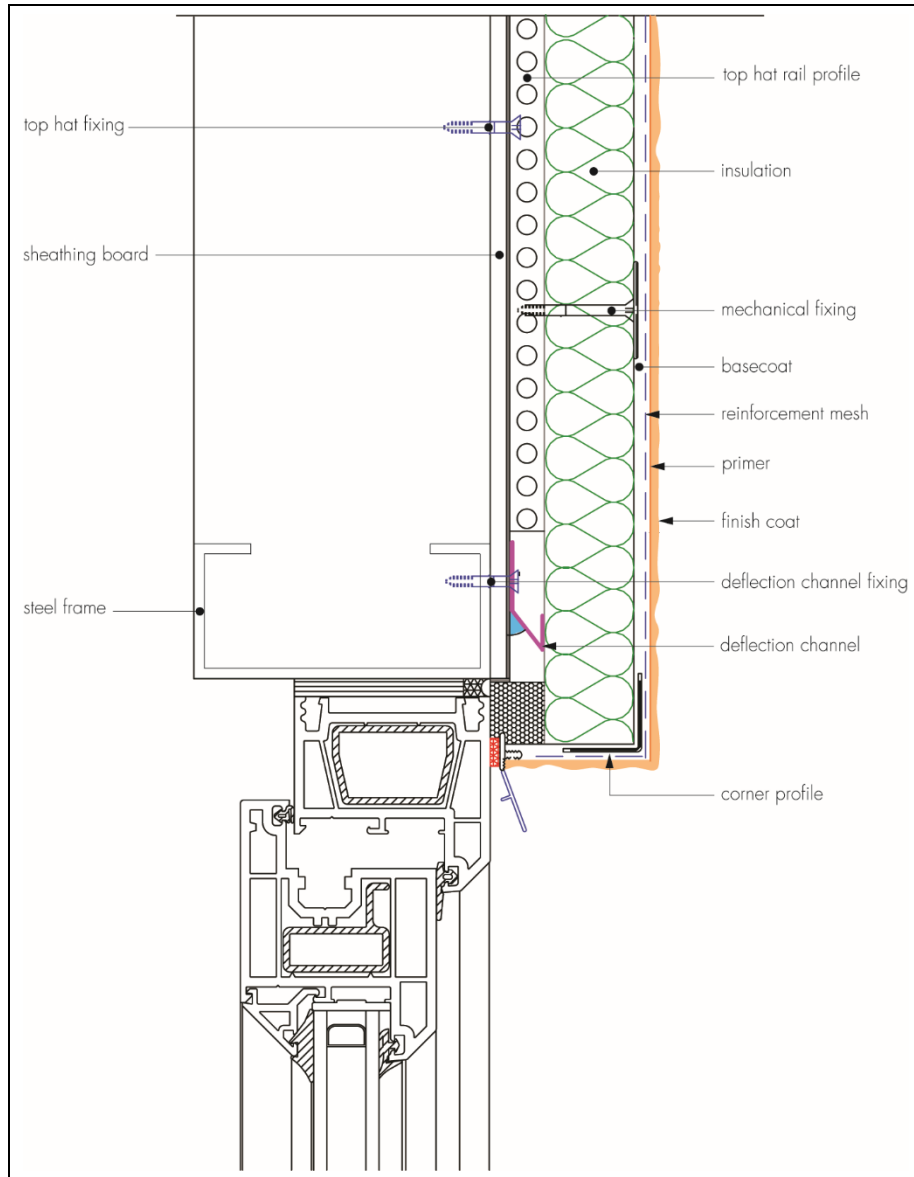 top hat rail profile
top hat fixing
insulation
sheathing board
mechanical fixing
basecoat
reinforcement mesh
primer
finish coat
deflection channel fixing
steel frame
deflection channel
corner profile